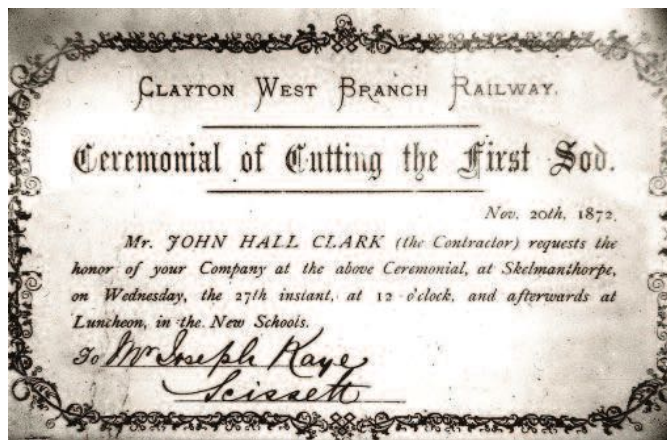 CLAYTON WEST BRANCH RAILWAY.
Ceremonial of Cutting the First Sod.
Nov. 20th, 1872.
Mr. JOHN HALL CLARK (the Contractor) requests the
honor of your Company at the above Ceremonial, at Skelmanthorpe,
on Wednesday, the 27th instant, at 12 o'clock, and afterwards at
Luncheon, in the New Schools.
To Mr Joseph Kaye
Scissett